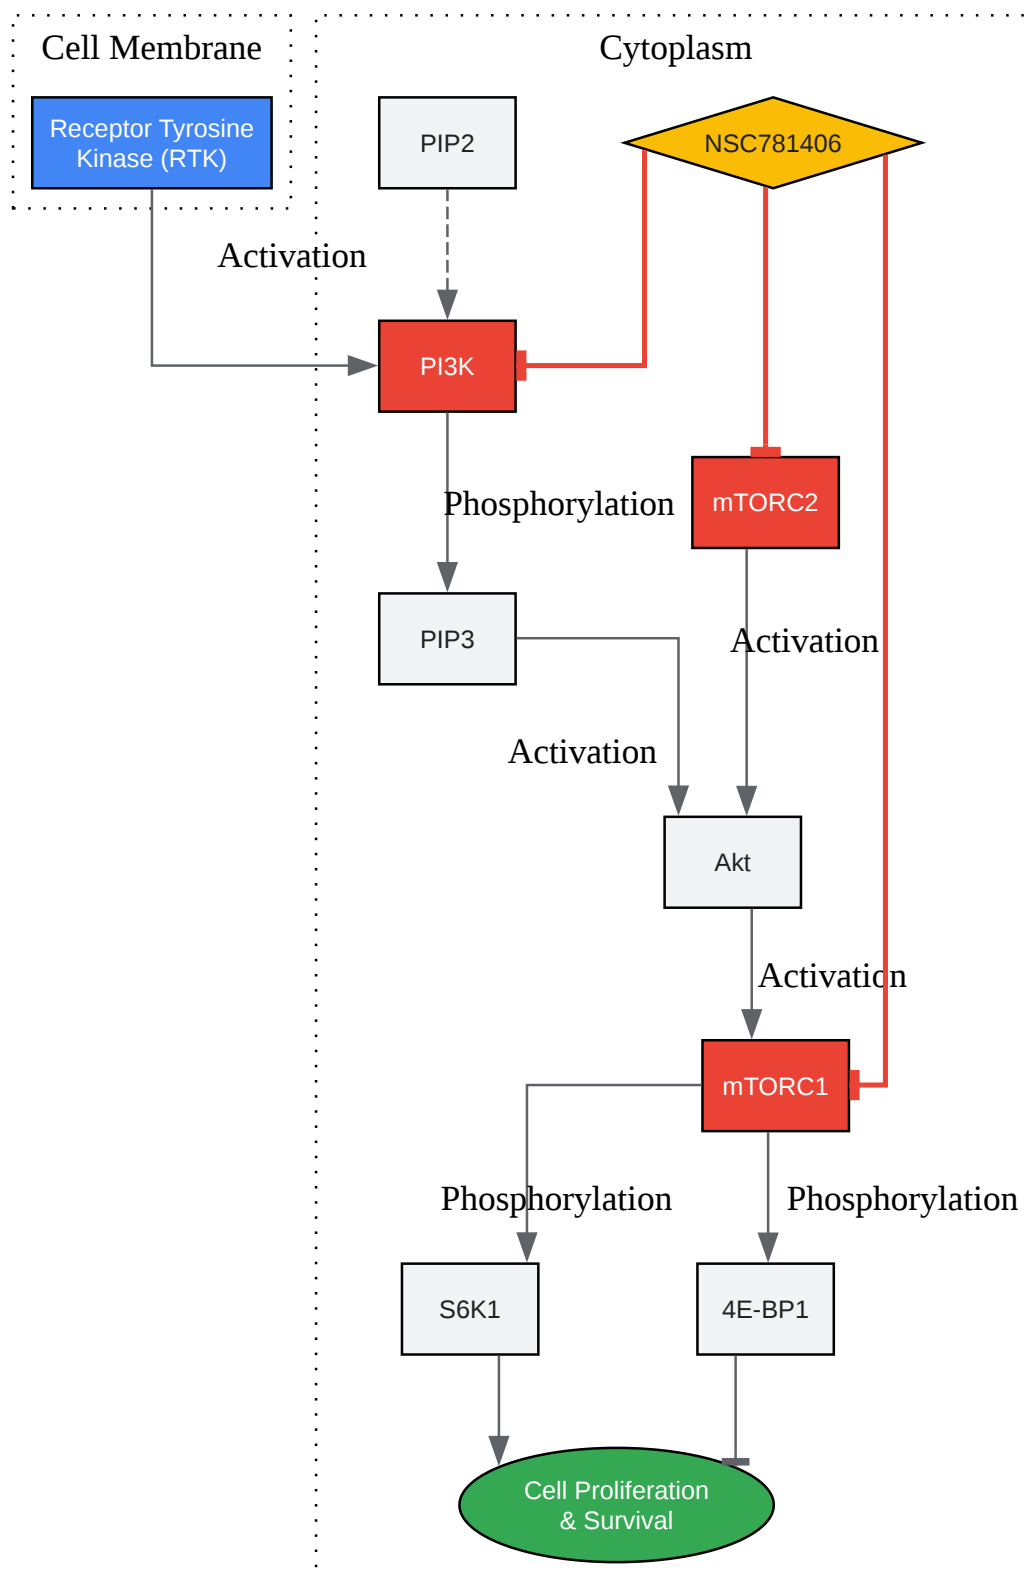 Cell Membrane
Cytoplasm
Receptor Tyrosine
Kinase (RTK)
PIP2
NSC781406
Activation
PI3K
mTORC2
Phosphorylation
PIP3
Activation
Activation
Akt
Activation
mTORC1
Phosphorylation
Phosphorylation
S6K1
4E-BP1
Cell Proliferation
& Survival